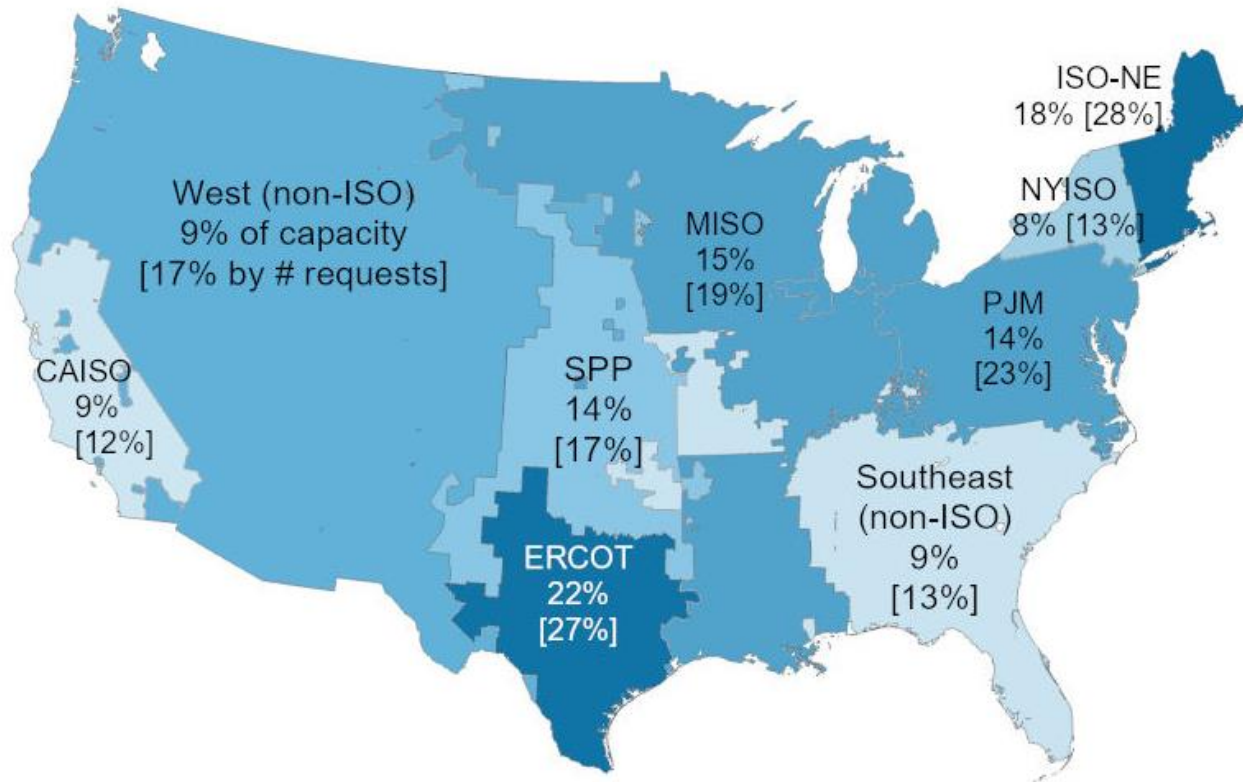 ISO-NE
18% [28%]
West (non-ISO)
9% of capacity
[17% by # requests]
NYISO
8% [13%]
MISO
15%
[19%]
PJM
14%
[23%]
CAISO
9%
[12%]
SPP
14%
[17%]
Southeast
(non-ISO)
9%
[13%]
ERCOT
22%
[27%]